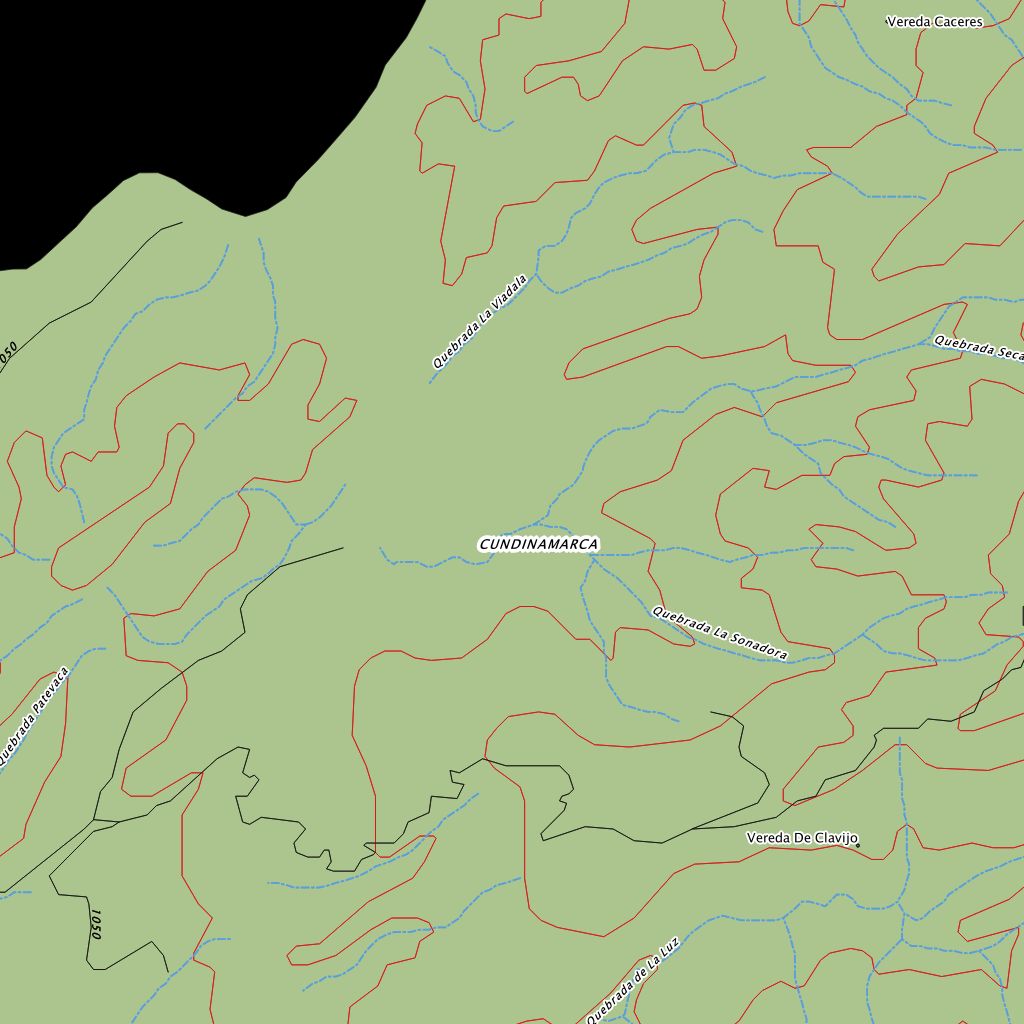 Vereda Caceres
Quebrada La Viadala
Quebrada Seca
CUNDINAMARCA
Quebrada La Sonadora
Quebrada Patevaca
Vereda De Clavijo
1050
Quebrada de La Luz